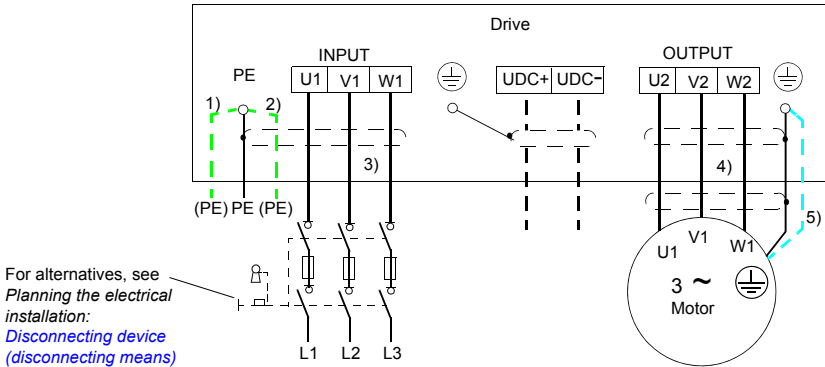 Drive
INPUT
OUTPUT
PE
U1 V1 W1
UDC+ UDC−
U2 V2 W2
1) 2)
3)
4)
(PE) PE (PE)
5)
U1 V1 W1
3 ~
Motor
For alternatives, see
Planning the electrical
installation:
Disconnecting device
(disconnecting means)
L1 L2 L3